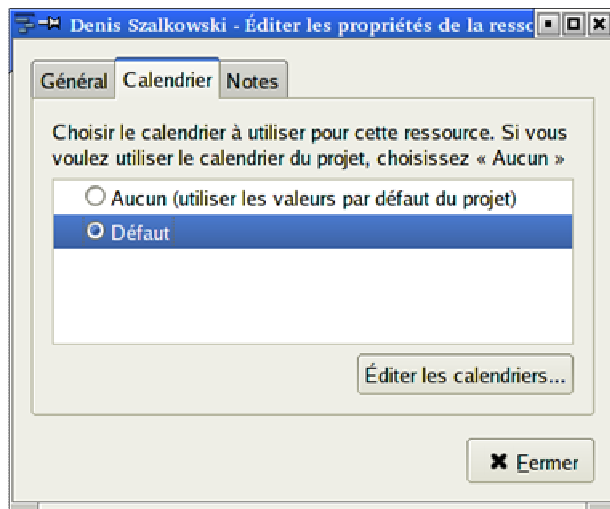 Denis Szalkowski - Éditer les propriétés de la resso
Général Calendrier Notes
Choisir le calendrier à utiliser pour cette ressource. Si vous
voulez utiliser le calendrier du projet, choisissez « Aucun »
Aucun (utiliser les valeurs par défaut du projet)
Défaut
Éditer les calendriers...
Fermer